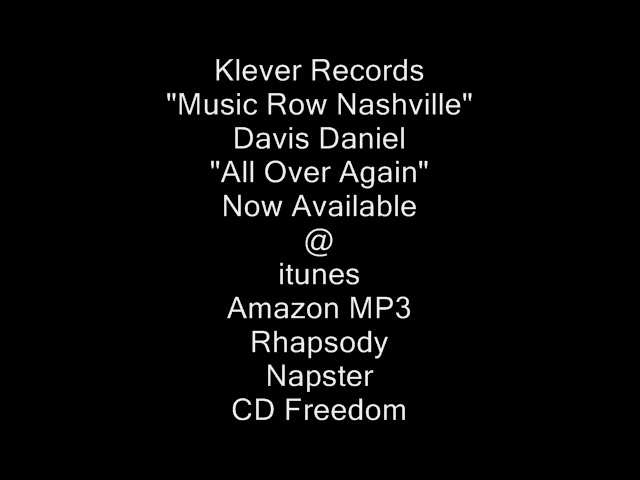 Klever Records
"Music Row Nashville"
Davis Daniel
"All Over Again"
Now Available
@
itunes
Amazon MP3
Rhapsody
Napster
CD Freedom